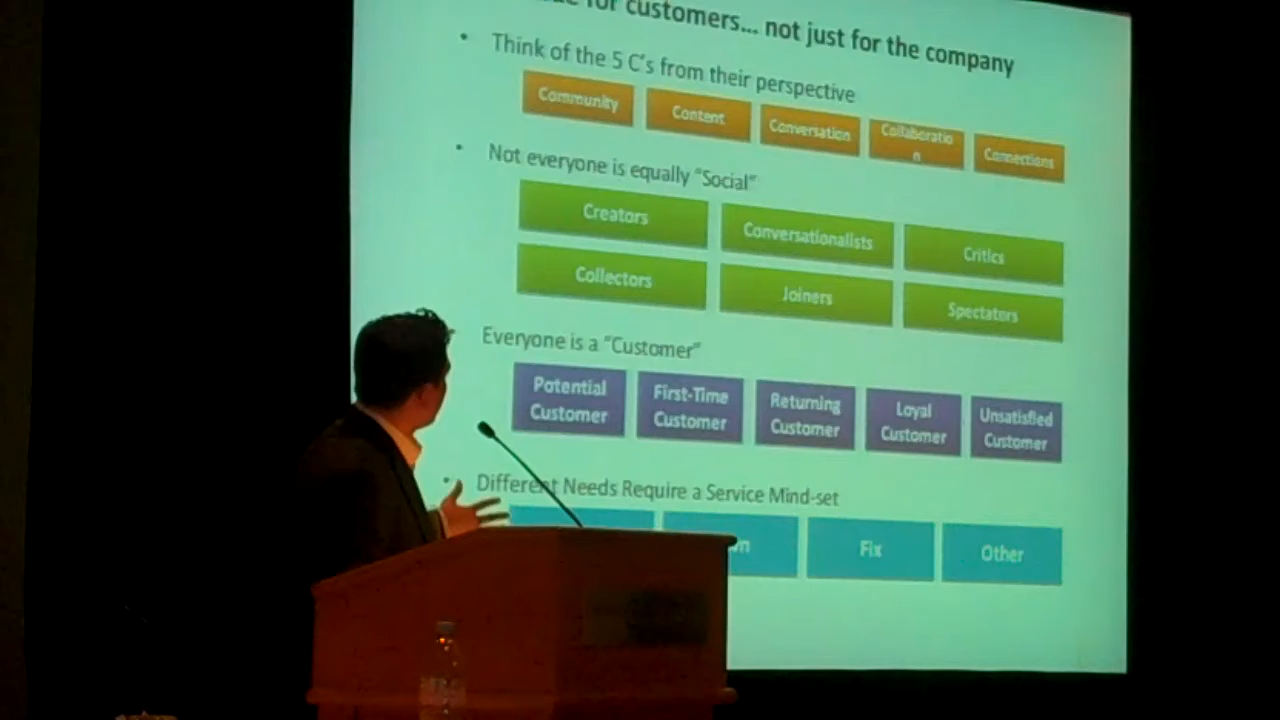 for customers... not just for the company
• Think of the 5 C's from their perspective
Community
Content
Conversation
Collaboratio
n
Connections
• Not everyone is equally "Social"
Creators
Conversationalists
Critics
Collectors
Joiners
Spectators
Everyone is a "Customer"
Potential
Customer
First-Time
Customer
Returning
Customer
Loyal
Customer
Unsatisfied
Customer
• Different Needs Require a Service Mind-set
Fix
Other